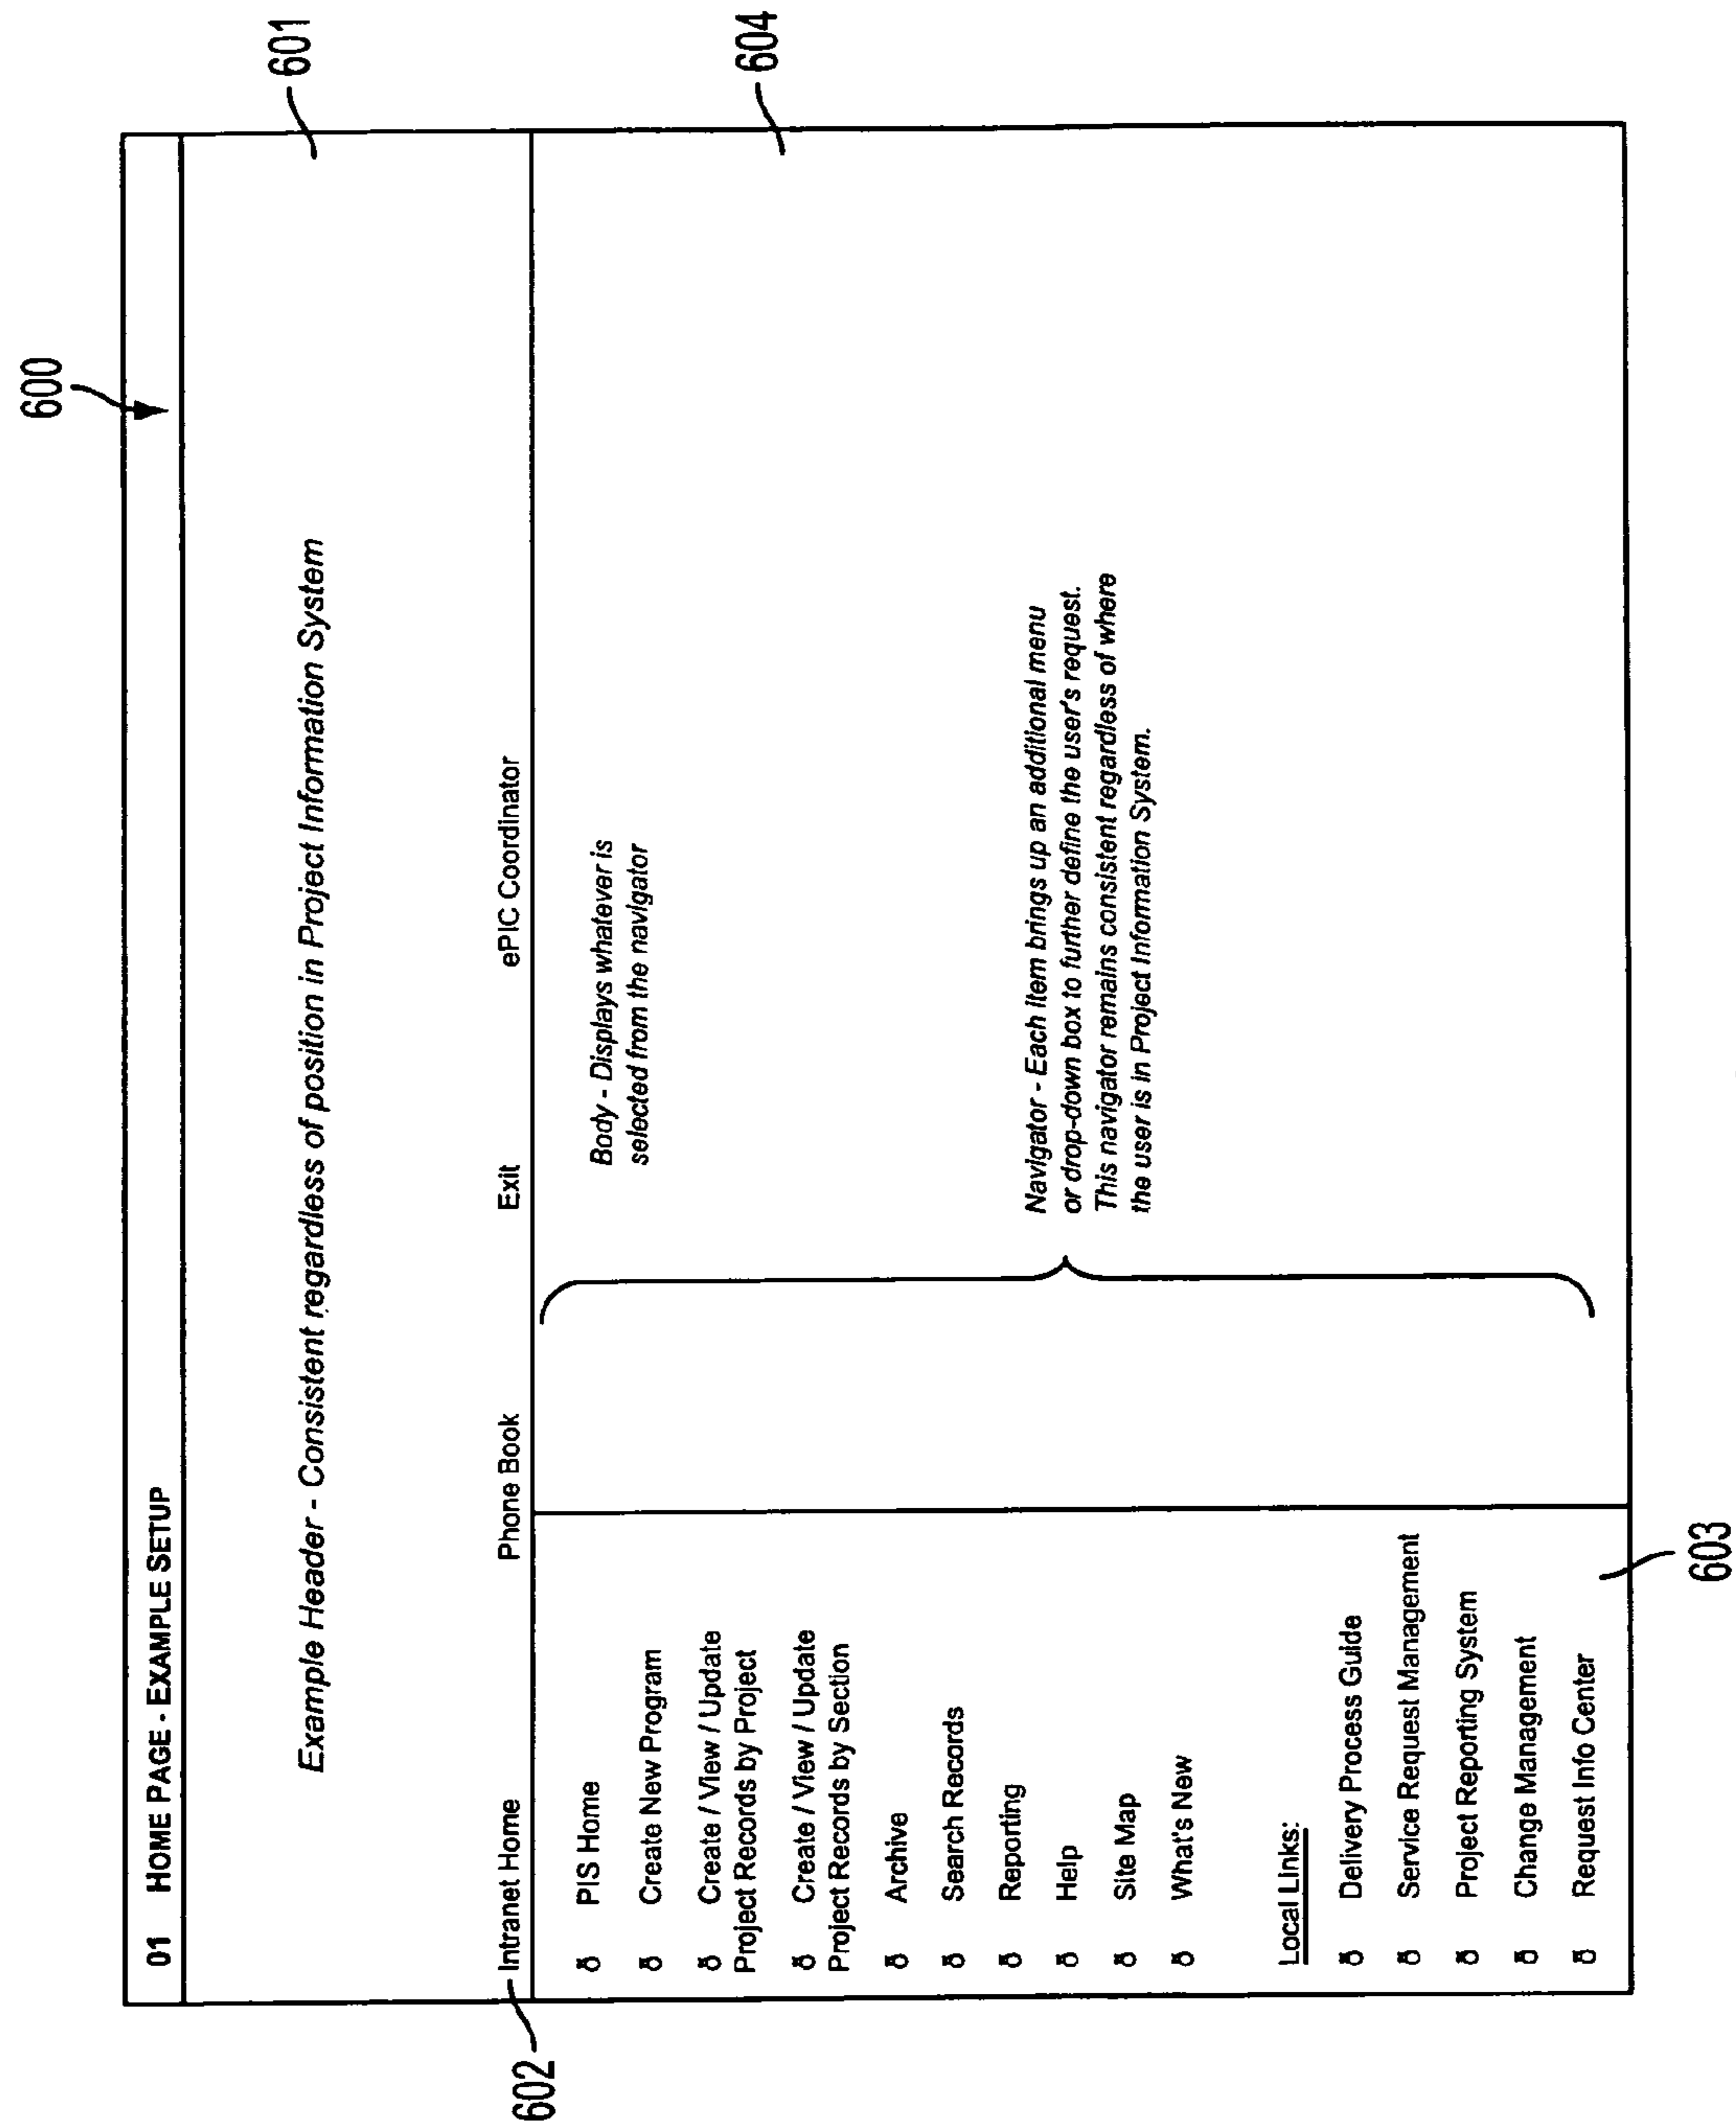 600
01 HOME PAGE - EXAMPLE SETUP
601
Example Header - Consistent regardless of position in Project Information System
602
Intranet Home Phone Book Exit ePIC Coordinator
604
Body - Displays whatever is
selected from the navigator
δ PIS Home
δ Create New Program
δ Create / View / Update
Project Records by Project
δ Create / View / Update
Project Records by Section
δ Archive
δ Search Records
δ Reporting
δ Help
δ Site Map
δ What's New
Navigator - Each item brings up an additional menu
or drop-down box to further define the user's request.
This navigator remains consistent regardless of where
the user is in Project Information System.
Local Links:
δ Delivery Process Guide
δ Service Request Management
δ Project Reporting System
δ Change Management
δ Request Info Center
603